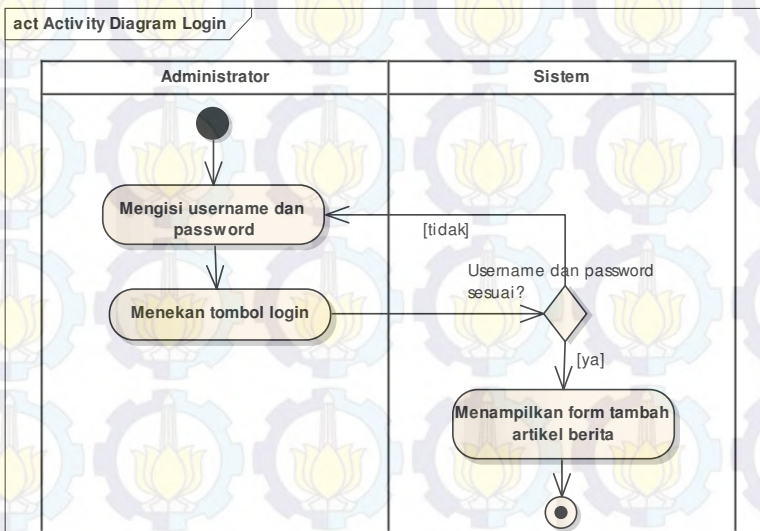 act Activity Diagram Login
Administrator
Sistem
Mengisi username dan
password
[tidak]
Username dan password
sesuai?
Menekan tombol login
[ya]
Menampilkan form tambah
artikel berita